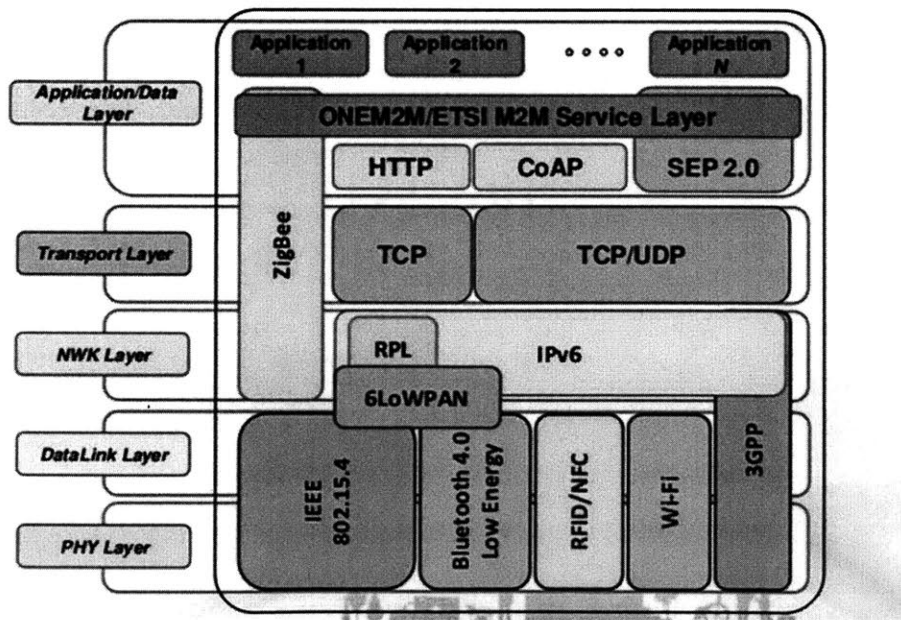 Application
1
Application
2
Application
N
Application/Data
Layer
ONEM2M/ETSI M2M Service Layer
HTTP
CoAP
SEP 2.0
ZigBee
Transport Layer
TCP
TCP/UDP
NWK Layer
RPL
IPv6
6LoWPAN
DataLink Layer
IEEE
802.15.4
Bluetooth 4.0
Low Energy
RFID/NFC
Wi-Fi
3GPP
PHY Layer